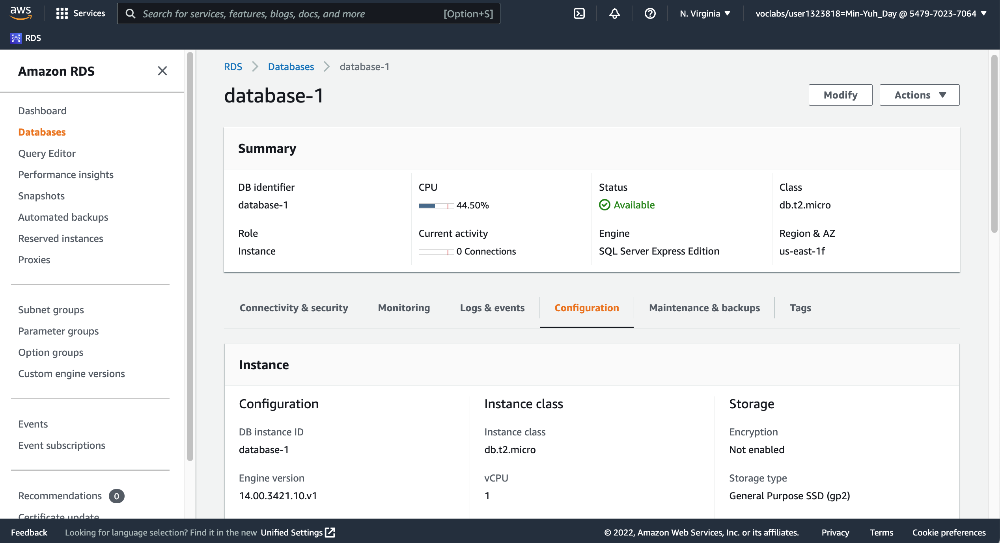 aws
Services
Search for services, features, blogs, docs, and more
[Option+S]
N. Virginia
voclabs/user1323818=Min-Yuh_Day @ 5479-7023-7064
RDS
Amazon RDS
Dashboard
Databases
Query Editor
Performance insights
Snapshots
Automated backups
Reserved instances
Proxies
Subnet groups
Parameter groups
Option groups
Custom engine versions
Events
Event subscriptions
Recommendations 0
Certificate update
RDS
Databases
database-1
database-1
Modify
Actions
Summary
DB identifier
database-1
CPU
44.50%
Status
Available
Class
db.t2.micro
Role
Instance
Current activity
0 Connections
Engine
SQL Server Express Edition
Region & AZ
us-east-1f
Connectivity & security
Monitoring
Logs & events
Configuration
Maintenance & backups
Tags
Instance
Configuration
DB instance ID
database-1
Engine version
14.00.3421.10.v1
Instance class
Instance class
db.t2.micro
vCPU
1
Storage
Encryption
Not enabled
Storage type
General Purpose SSD (gp2)
Feedback
Looking for language selection? Find it in the new Unified Settings
© 2022, Amazon Web Services, Inc. or its affiliates.
Privacy
Terms
Cookie preferences